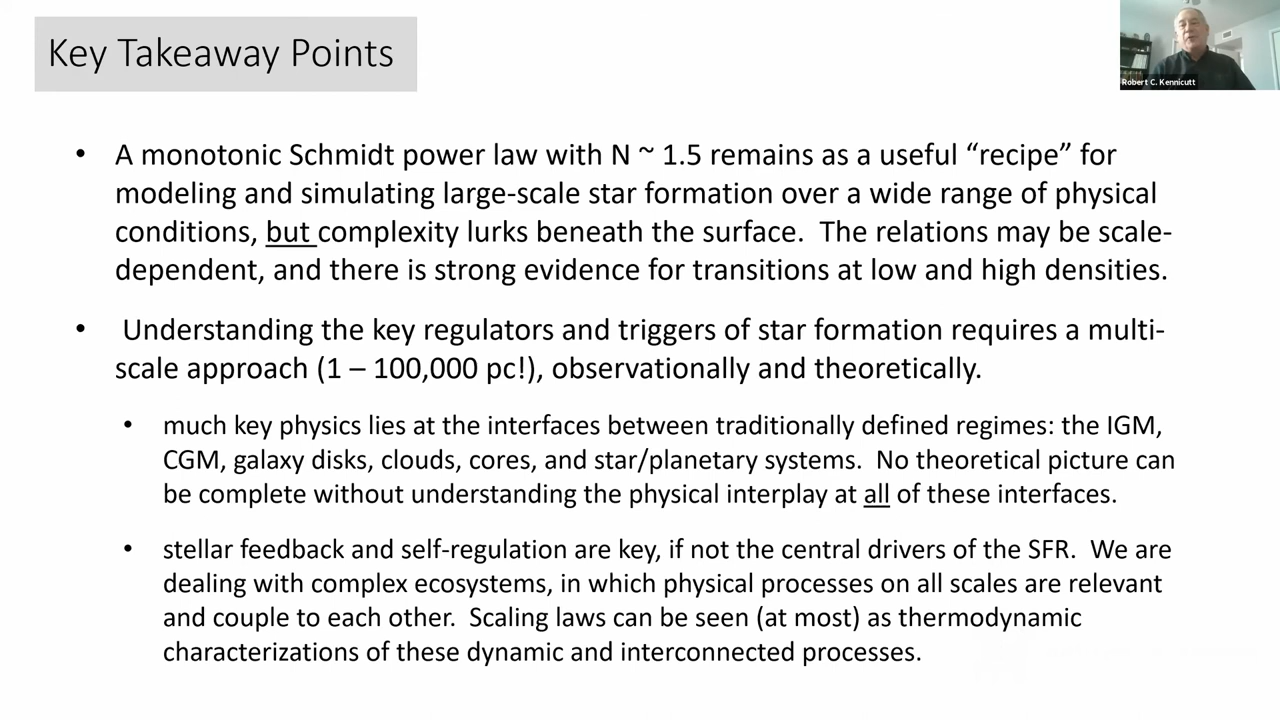 Key Takeaway Points
Robert C. Kennicutt
• A monotonic Schmidt power law with N ~ 1.5 remains as a useful “recipe” for
modeling and simulating large-scale star formation over a wide range of physical
conditions, but complexity lurks beneath the surface.  The relations may be scale-
dependent, and there is strong evidence for transitions at low and high densities.
• Understanding the key regulators and triggers of star formation requires a multi-
scale approach (1 – 100,000 pc!), observationally and theoretically.
• much key physics lies at the interfaces between traditionally defined regimes: the IGM,
CGM, galaxy disks, clouds, cores, and star/planetary systems.  No theoretical picture can
be complete without understanding the physical interplay at all of these interfaces.
• stellar feedback and self-regulation are key, if not the central drivers of the SFR.  We are
dealing with complex ecosystems, in which physical processes on all scales are relevant
and couple to each other.  Scaling laws can be seen (at most) as thermodynamic
characterizations of these dynamic and interconnected processes.